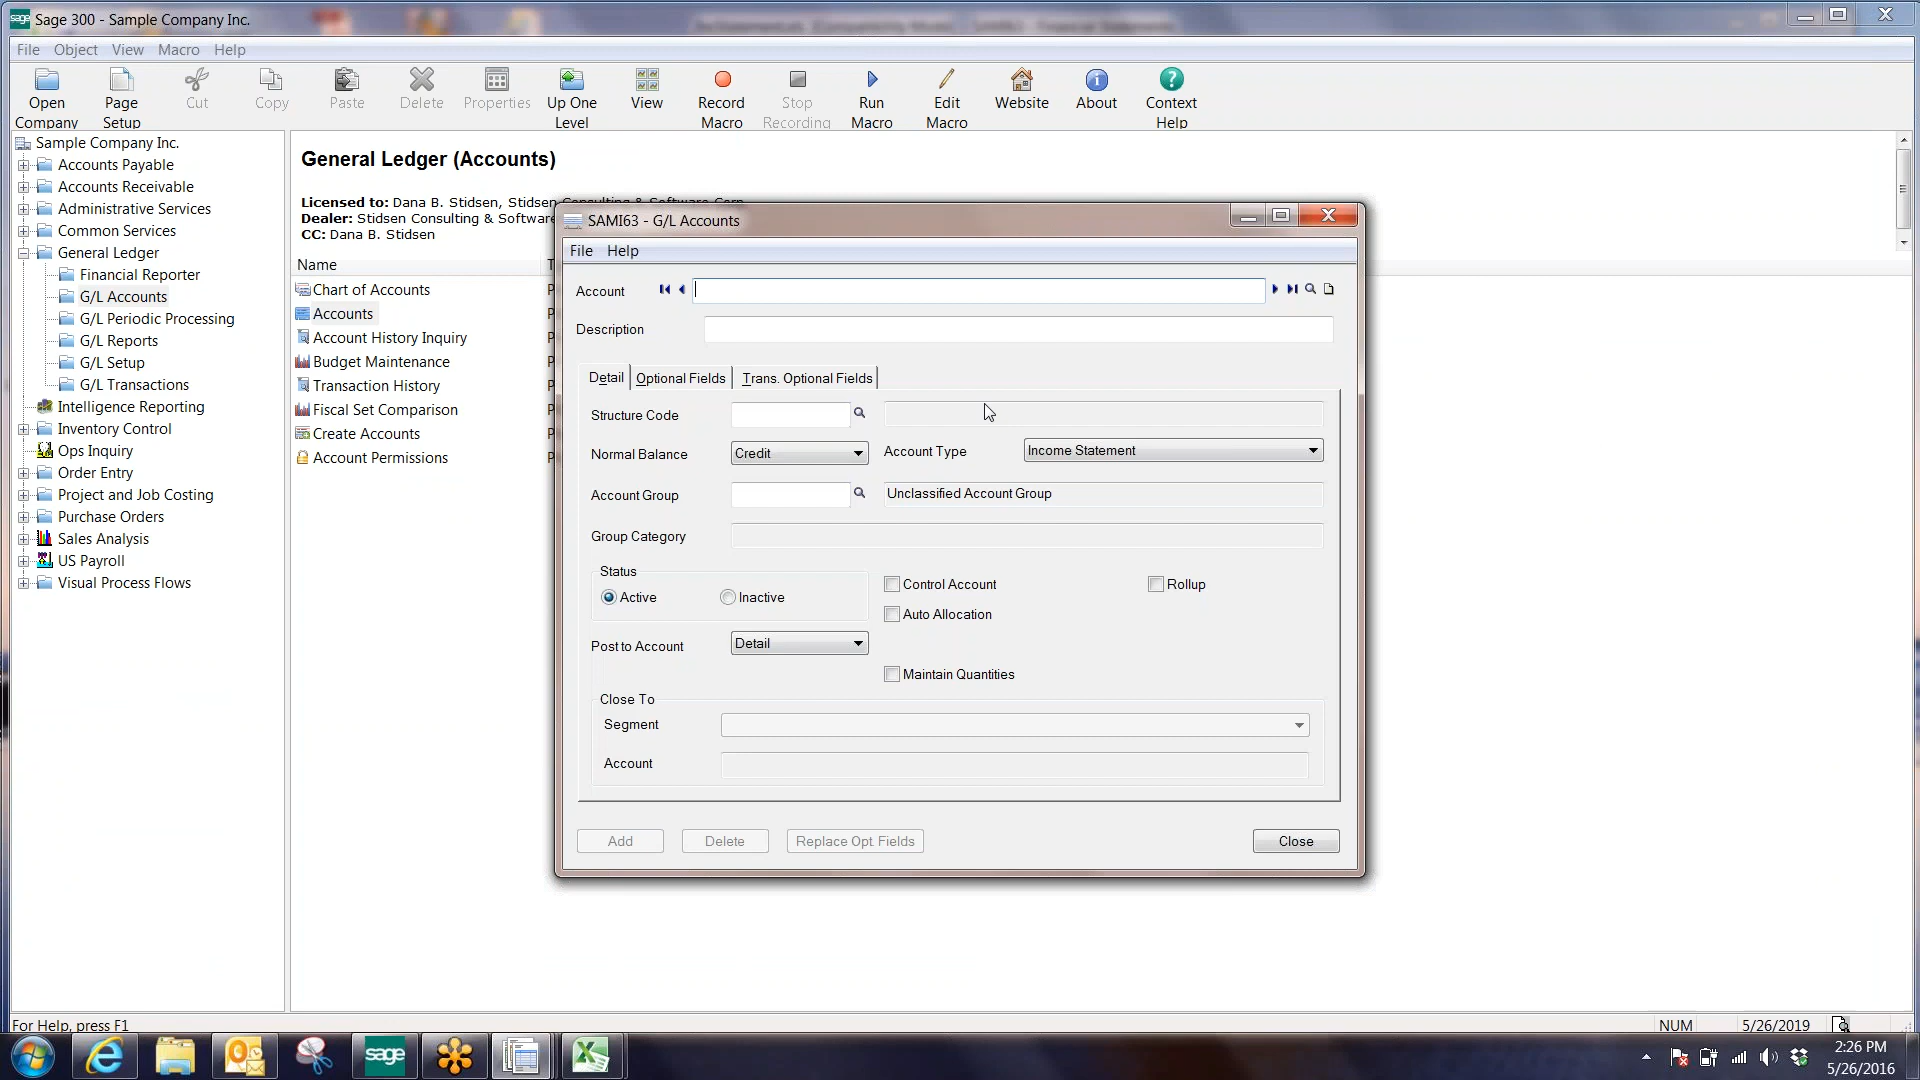 sage Sage 300 - Sample Company Inc.
File Object View Macro Help
Open Company
Page Setup
Cut
Copy
Paste
Delete
Properties
Up One Level
View
Record Macro
Stop Recording
Run Macro
Edit Macro
Website
About
Context Help
Sample Company Inc.
Accounts Payable
Accounts Receivable
Administrative Services
Common Services
General Ledger
Financial Reporter
G/L Accounts
G/L Periodic Processing
G/L Reports
G/L Setup
G/L Transactions
Intelligence Reporting
Inventory Control
Ops Inquiry
Order Entry
Project and Job Costing
Purchase Orders
Sales Analysis
US Payroll
Visual Process Flows
General Ledger (Accounts)
Licensed to: Dana B. Stidsen, Stidsen Consulting & Software Corp
Dealer: Stidsen Consulting & Software
CC: Dana B. Stidsen
Name
Chart of Accounts
Accounts
Account History Inquiry
Budget Maintenance
Transaction History
Fiscal Set Comparison
Create Accounts
Account Permissions
SAMI63 - G/L Accounts
File Help
Account
Description
Detail Optional Fields Trans. Optional Fields
Structure Code
Normal Balance Credit Account Type Income Statement
Account Group Unclassified Account Group
Group Category
Status
Active Inactive
Control Account Rollup
Auto Allocation
Post to Account Detail
Maintain Quantities
Close To
Segment
Account
Add Delete Replace Opt. Fields Close
For Help, press F1 NUM 5/26/2019
sage
2:26 PM
5/26/2016